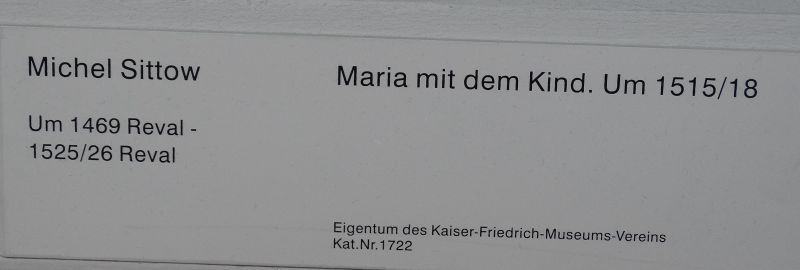 Michel Sittow
Maria mit dem Kind. Um 1515/18
Um 1469 Reval -
1525/26 Reval
Eigentum des Kaiser-Friedrich-Museums-Vereins
Kat.Nr.1722